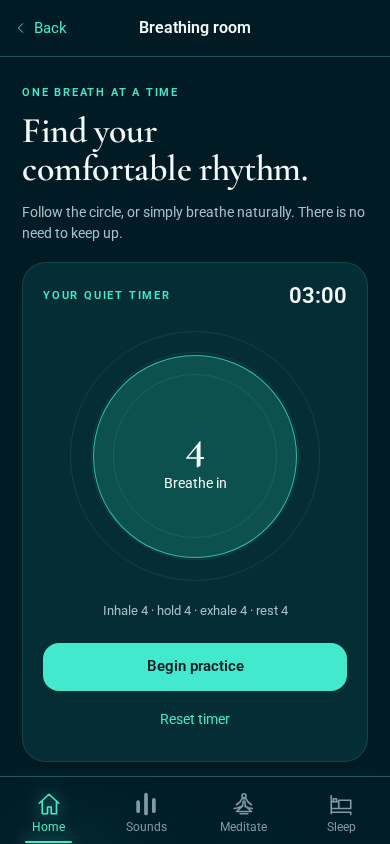 Back
Breathing room
ONE BREATH AT A TIME
Find your
comfortable rhythm.
Follow the circle, or simply breathe naturally. There is no
need to keep up.
YOUR QUIET TIMER
03:00
4
Breathe in
Inhale 4 · hold 4 · exhale 4 · rest 4
Begin practice
Reset timer
Home
Sounds
Meditate
Sleep